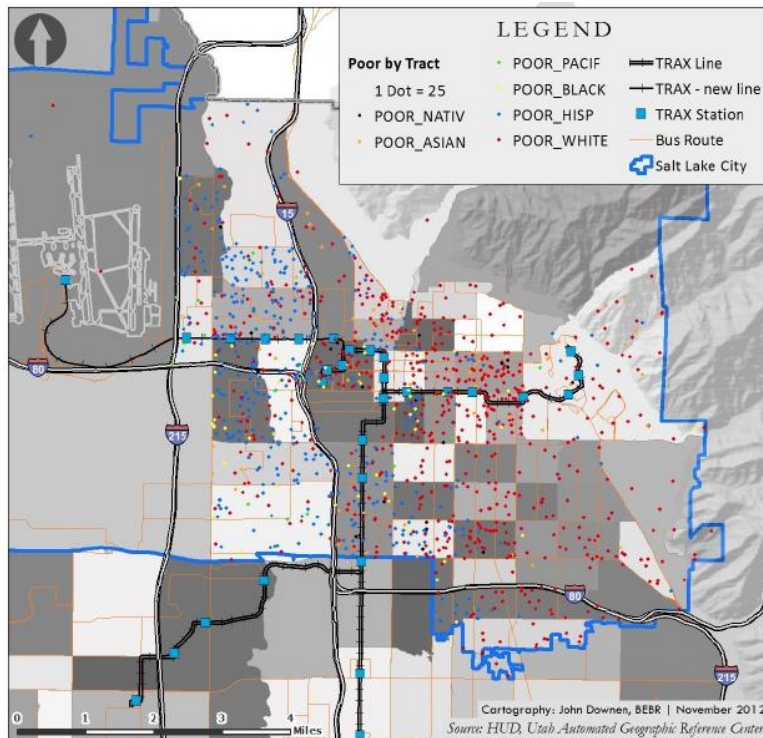 LEGEND
Poor by Tract
1 Dot = 25
POOR_NATIV
POOR_ASIAN
POOR_PACIF
POOR_BLACK
POOR_HISP
POOR_WHITE
TRAX Line
TRAX - new line
TRAX Station
Bus Route
Salt Lake City
15
80
215
80
215
0 1 2 3 4
Miles
Cartography: John Downen, BEBR | November 2012
Source: HUD, Utah Automated Geographic Reference Center